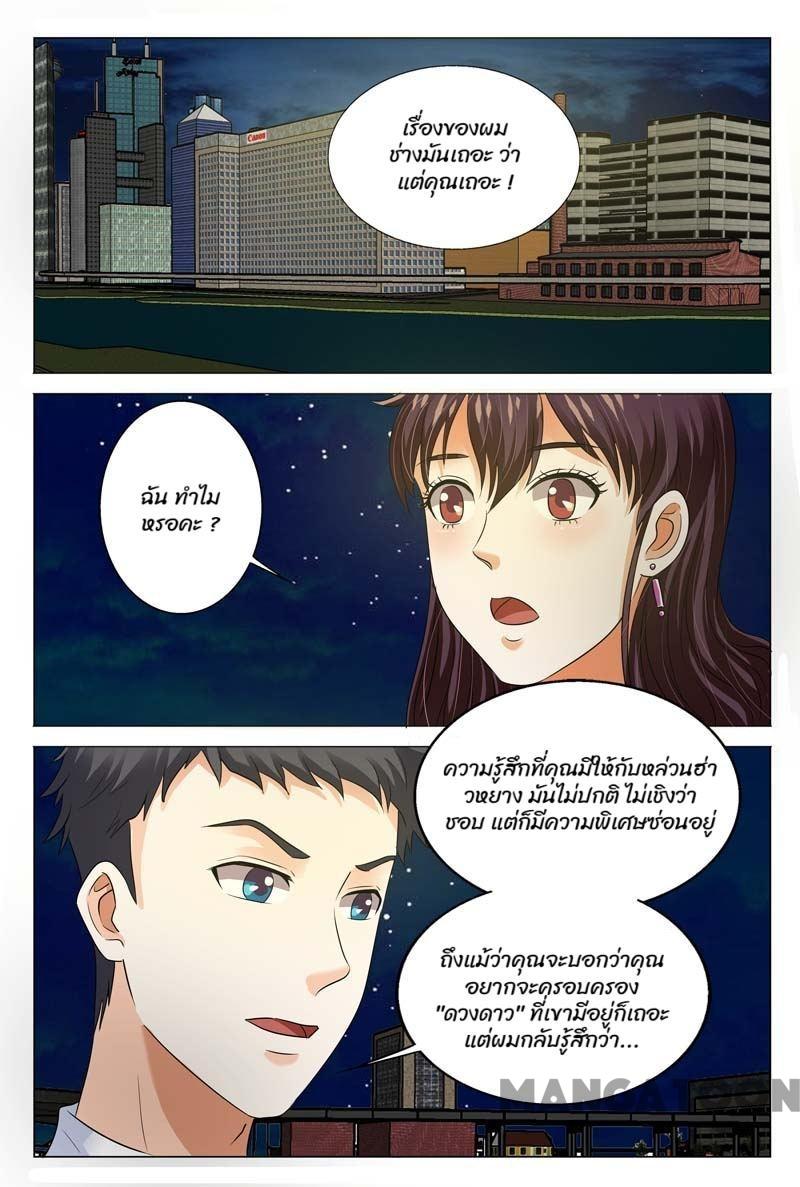 Canon
เรื่องของผม
ช่างมันเถอะ ว่า
แต่คุณเถอะ !
ฉัน ทำไม
หรอคะ ?
ความรู้สึกที่คุณมีให้กับหล่วนฮ่า
วหยาง มันไม่ปกติ ไม่เชิงว่า
ชอบ แต่ก็มีความพิเศษซ่อนอยู่
ถึงแม้ว่าคุณจะบอกว่าคุณ
อยากจะครอบครอง
"ดวงดาว" ที่เขามีอยู่ก็เถอะ
แต่ผมกลับรู้สึกว่า...
MANGATOON